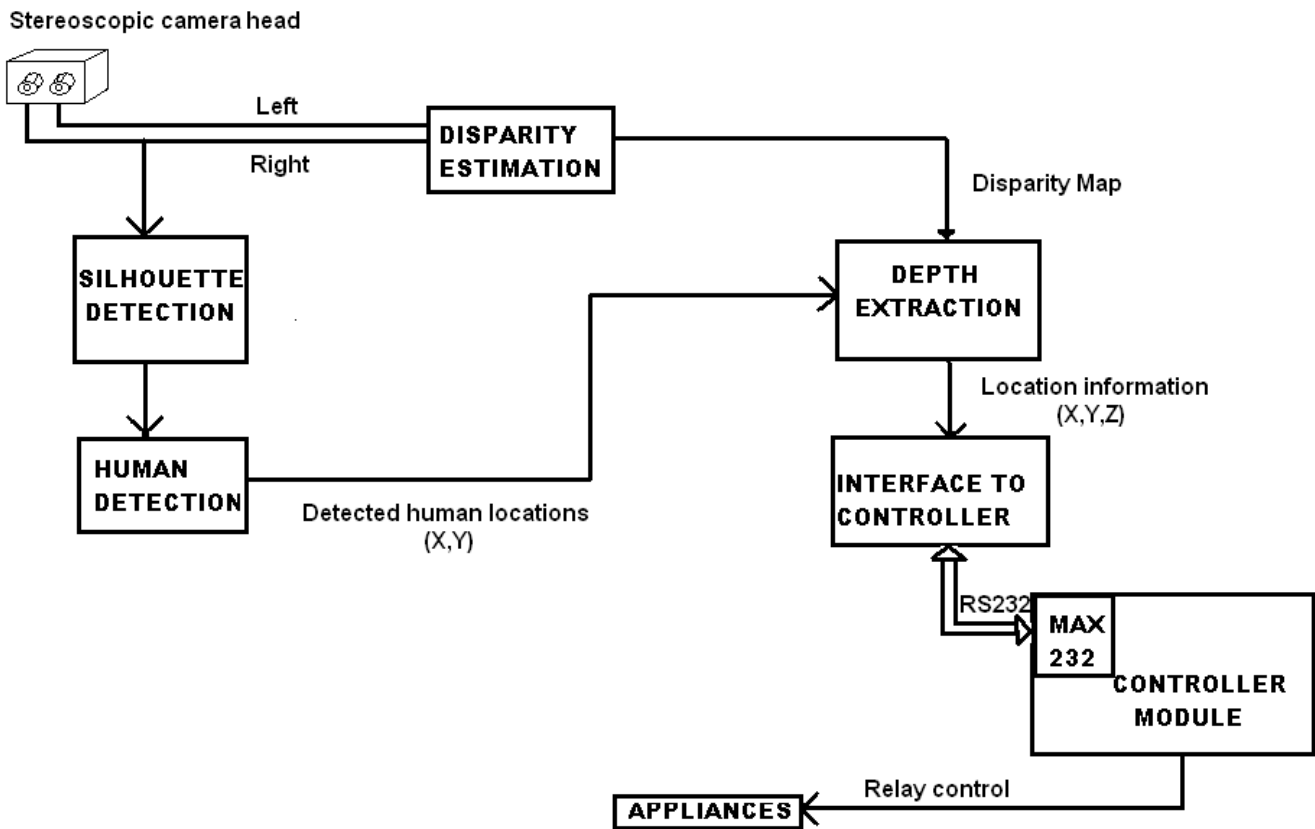 Stereoscopic camera head
Left
Right
DISPARITY
ESTIMATION
Disparity Map
SILHOUETTE
DETECTION
DEPTH
EXTRACTION
Location information
(X,Y,Z)
HUMAN
DETECTION
Detected human locations
(X,Y)
INTERFACE TO
CONTROLLER
RS232
MAX
232
CONTROLLER
MODULE
Relay control
APPLIANCES